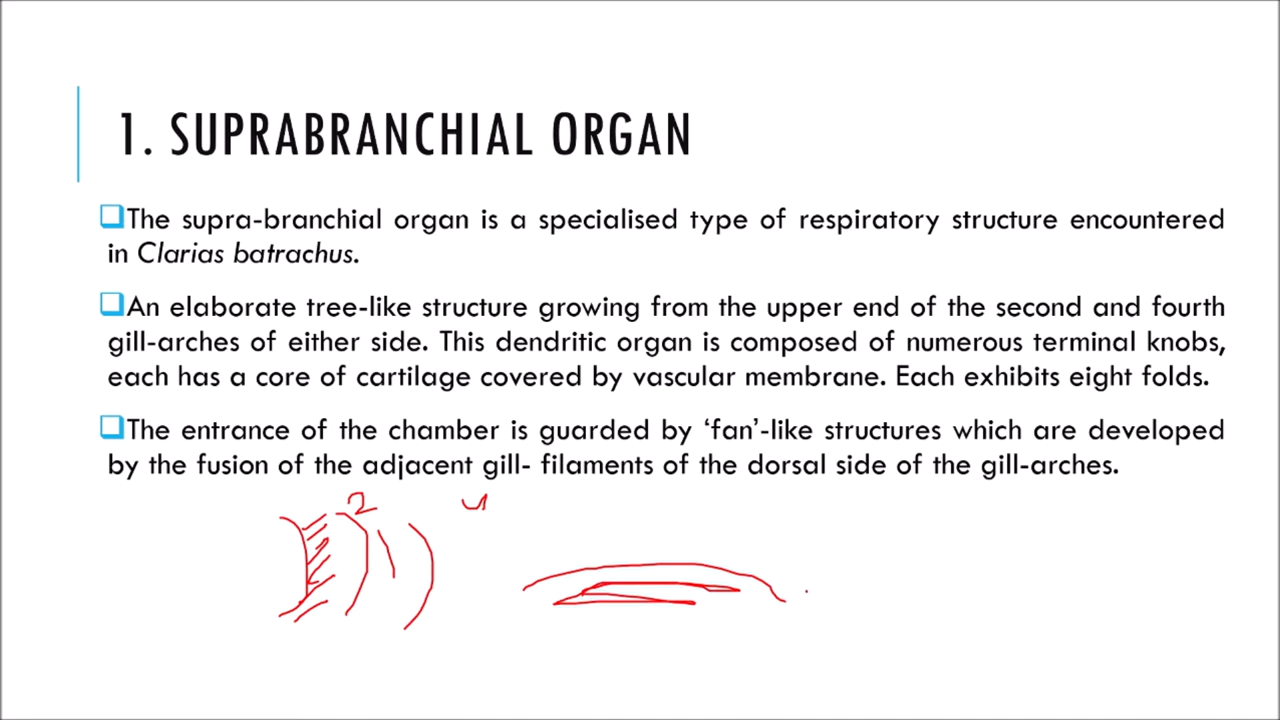 1. SUPRABRANCHIAL ORGAN
The supra-branchial organ is a specialised type of respiratory structure encountered
in Clarias batrachus.
An elaborate tree-like structure growing from the upper end of the second and fourth
gill-arches of either side. This dendritic organ is composed of numerous terminal knobs,
each has a core of cartilage covered by vascular membrane. Each exhibits eight folds.
The entrance of the chamber is guarded by ‘fan’-like structures which are developed
by the fusion of the adjacent gill- filaments of the dorsal side of the gill-arches.
2 4